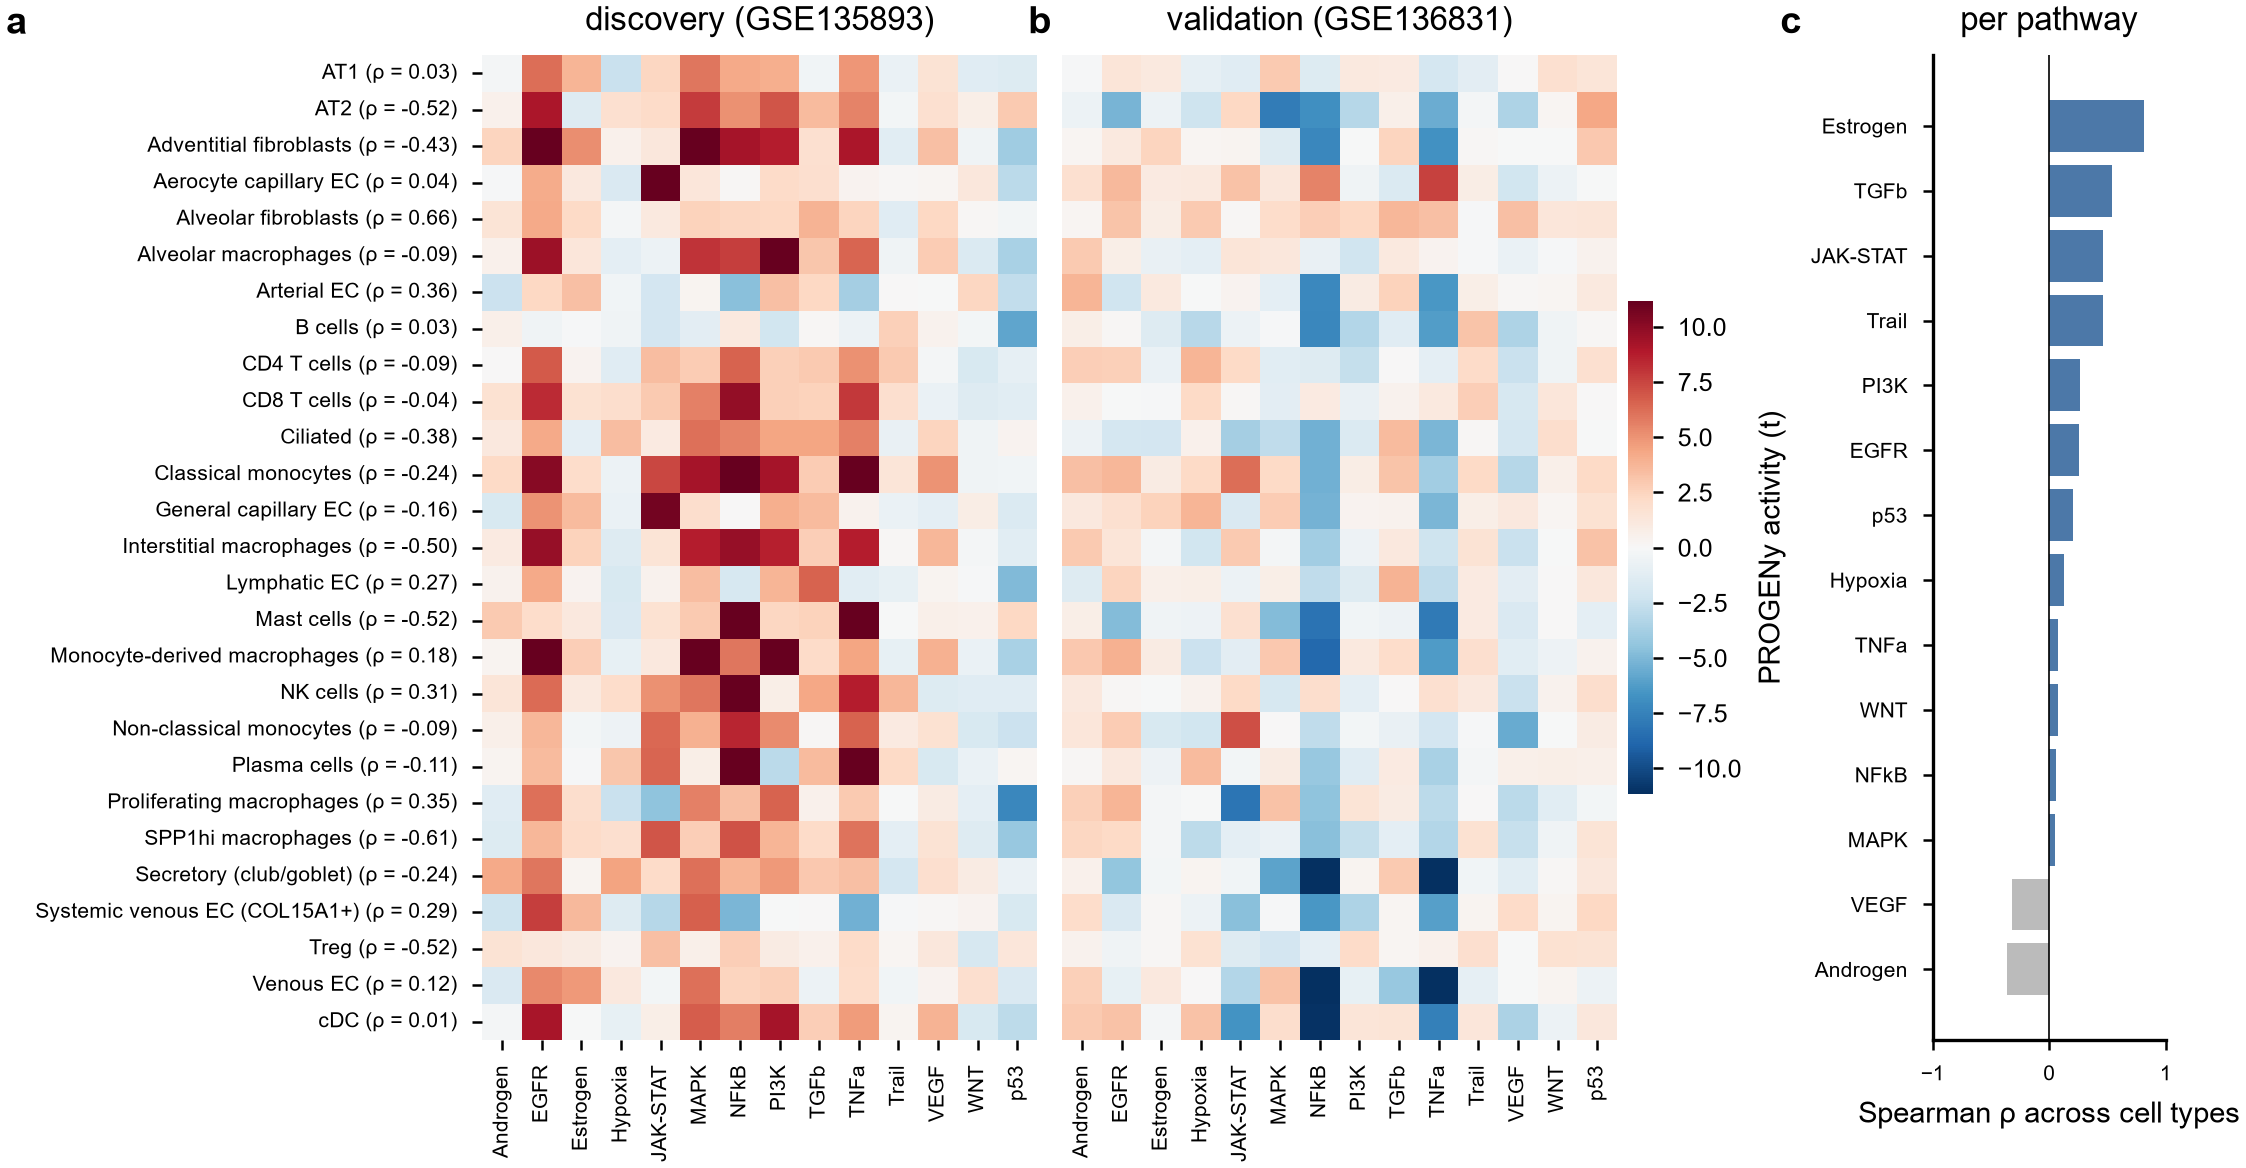 a
discovery (GSE135893)
AT1 (ρ = 0.03)
AT2 (ρ = -0.52)
Adventitial fibroblasts (ρ = -0.43)
Aerocyte capillary EC (ρ = 0.04)
Alveolar fibroblasts (ρ = 0.66)
Alveolar macrophages (ρ = -0.09)
Arterial EC (ρ = 0.36)
B cells (ρ = 0.03)
CD4 T cells (ρ = -0.09)
CD8 T cells (ρ = -0.04)
Ciliated (ρ = -0.38)
Classical monocytes (ρ = -0.24)
General capillary EC (ρ = -0.16)
Interstitial macrophages (ρ = -0.50)
Lymphatic EC (ρ = 0.27)
Mast cells (ρ = -0.52)
Monocyte-derived macrophages (ρ = 0.18)
NK cells (ρ = 0.31)
Non-classical monocytes (ρ = -0.09)
Plasma cells (ρ = -0.11)
Proliferating macrophages (ρ = 0.35)
SPP1hi macrophages (ρ = -0.61)
Secretory (club/goblet) (ρ = -0.24)
Systemic venous EC (COL15A1+) (ρ = 0.29)
Treg (ρ = -0.52)
Venous EC (ρ = 0.12)
cDC (ρ = 0.01)
Androgen
EGFR
Estrogen
Hypoxia
JAK-STAT
MAPK
NFkB
PI3K
TGFb
TNFa
Trail
VEGF
WNT
p53
b
validation (GSE136831)
Androgen
EGFR
Estrogen
Hypoxia
JAK-STAT
MAPK
NFkB
PI3K
TGFb
TNFa
Trail
VEGF
WNT
p53
10.0
7.5
5.0
2.5
0.0
−2.5
−5.0
−7.5
−10.0
PROGENy activity (t)
c
per pathway
Estrogen
TGFb
JAK-STAT
Trail
PI3K
EGFR
p53
Hypoxia
TNFa
WNT
NFkB
MAPK
VEGF
Androgen
−1
0
1
Spearman ρ across cell types